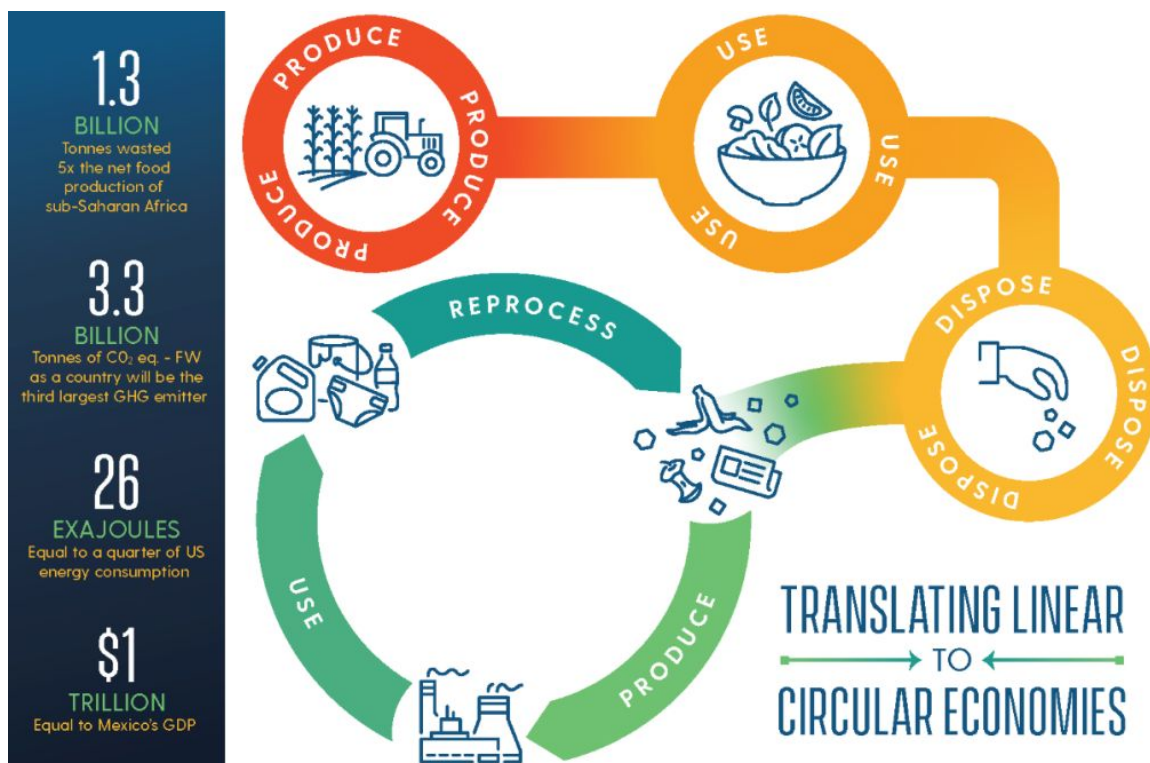 1.3
BILLION
Tonnes wasted
5x the net food
production of
sub-Saharan Africa
3.3
BILLION
Tonnes of CO₂ eq. - FW
as a country will be the
third largest GHG emitter
26
EXAJOULES
Equal to a quarter of US
energy consumption
$1
TRILLION
Equal to Mexico's GDP
PRODUCE
PRODUCE
PRODUCE
USE
USE
USE
DISPOSE
DISPOSE
DISPOSE
REPROCESS
USE
PRODUCE
TRANSLATING LINEAR
TO
CIRCULAR ECONOMIES